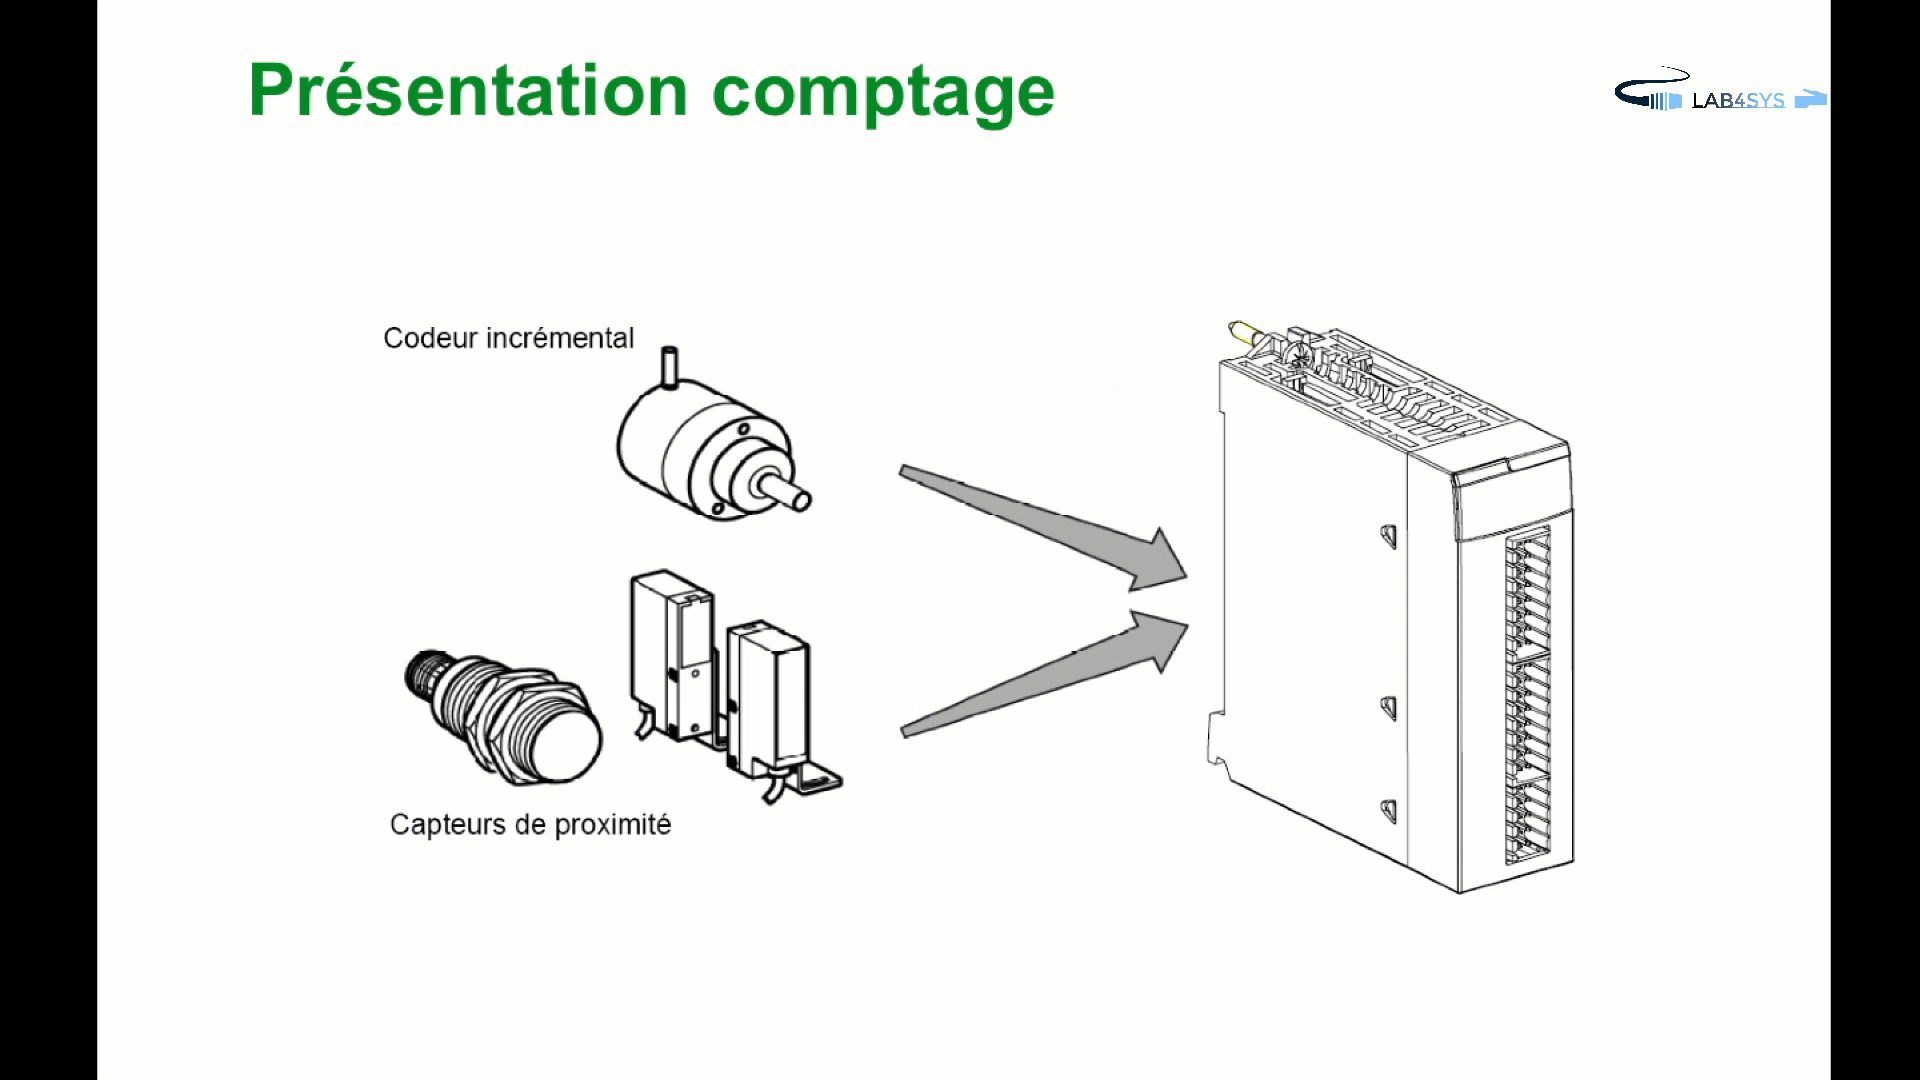 Présentation comptage
LAB4SYS
Codeur incrémental
Capteurs de proximité